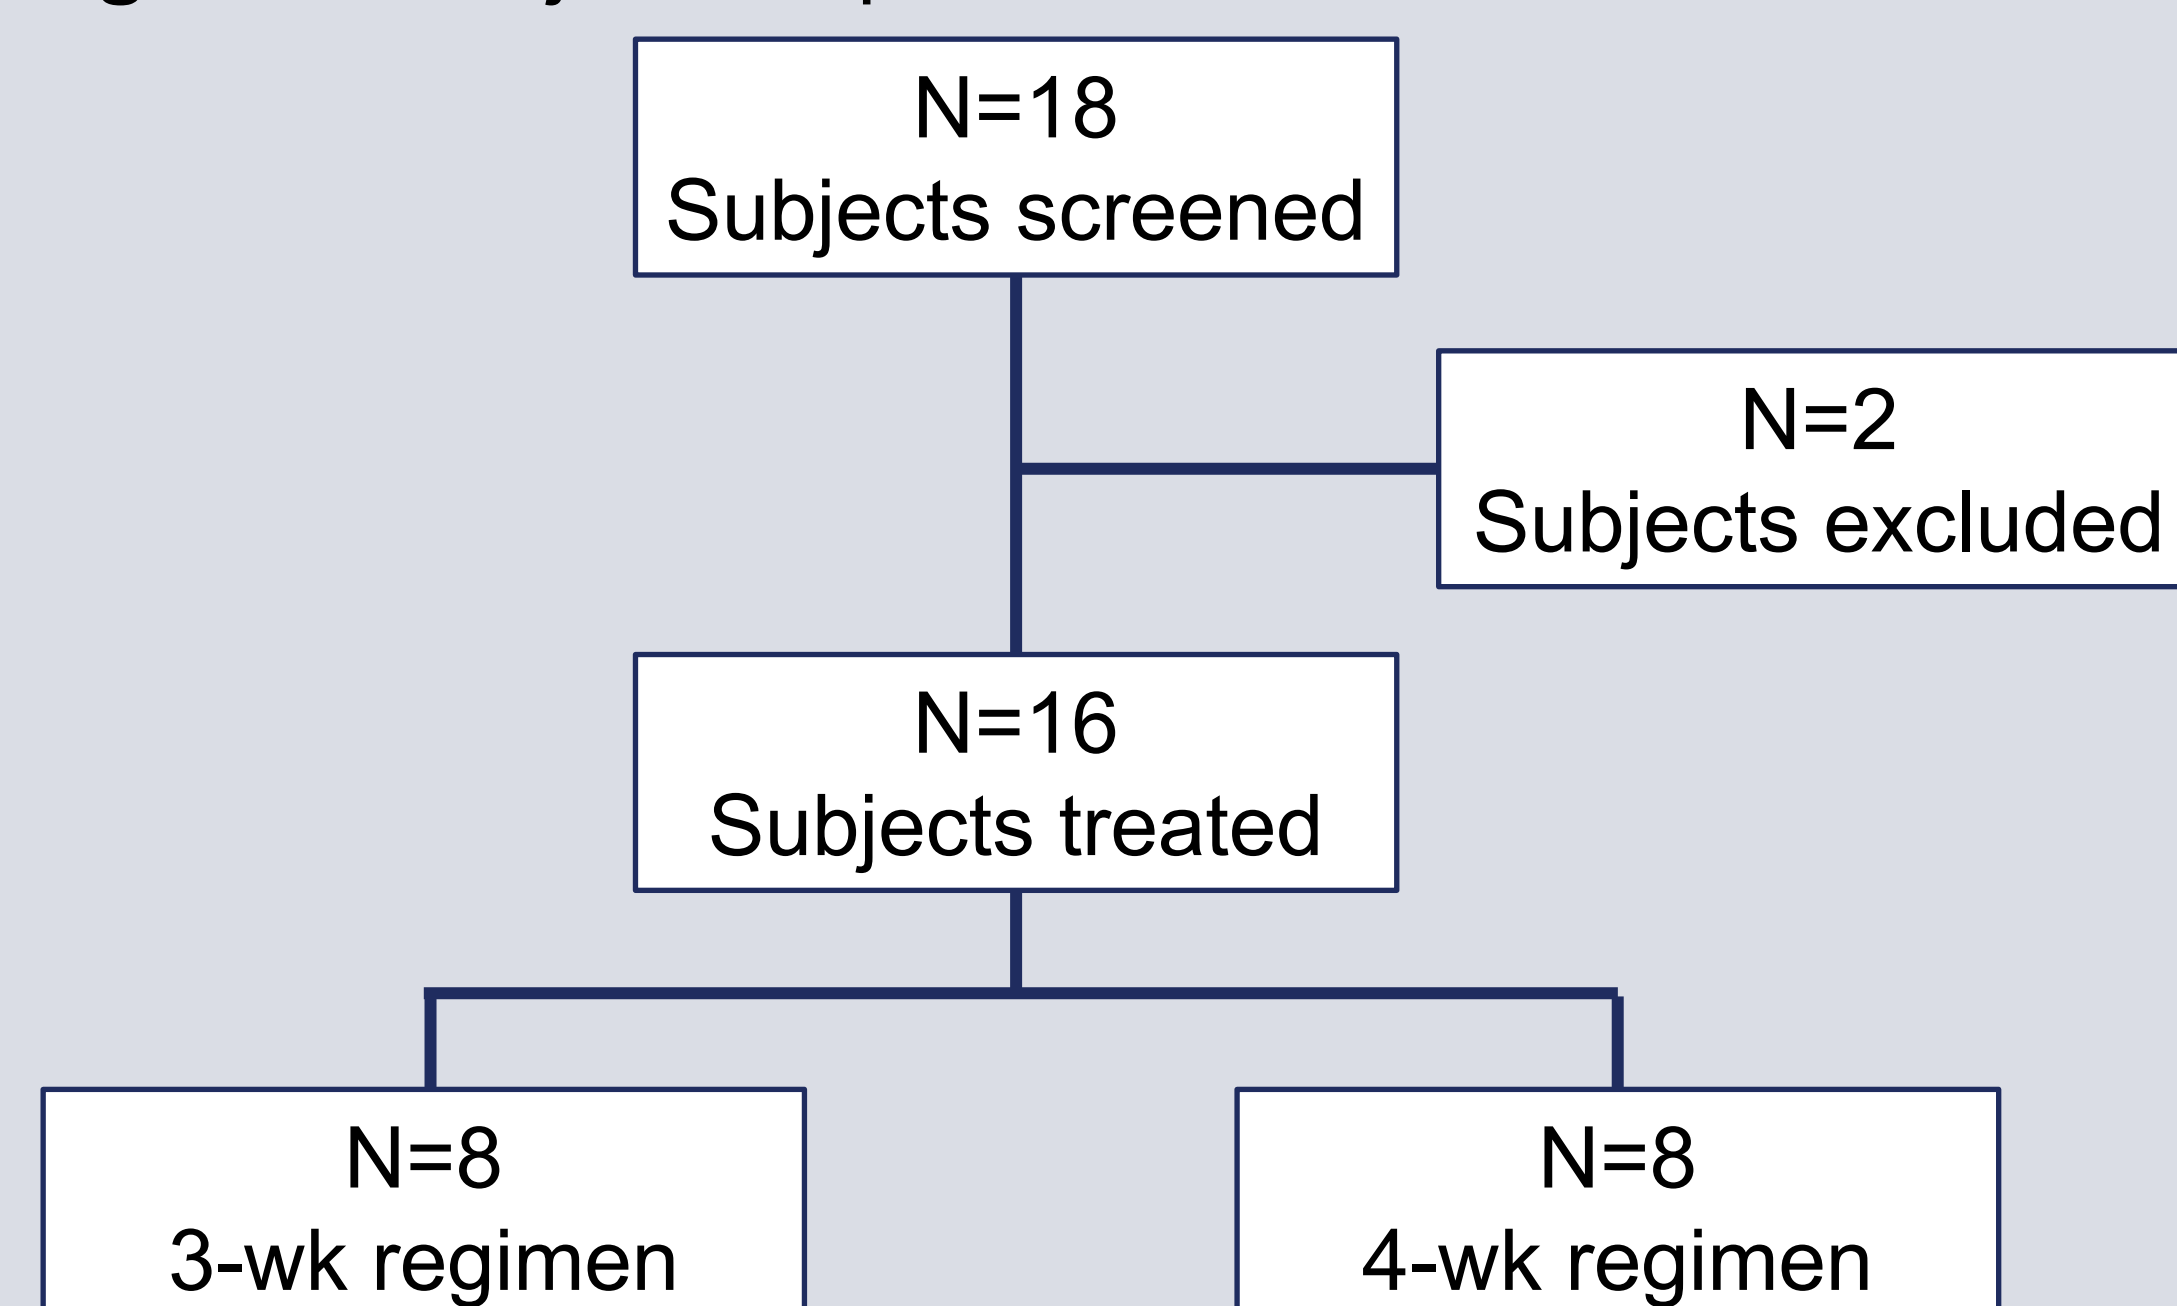 N=18
Subjects screened
N=2
Subjects excluded
N=16
Subjects treated
N=8
3-wk regimen
N=8
4-wk regimen